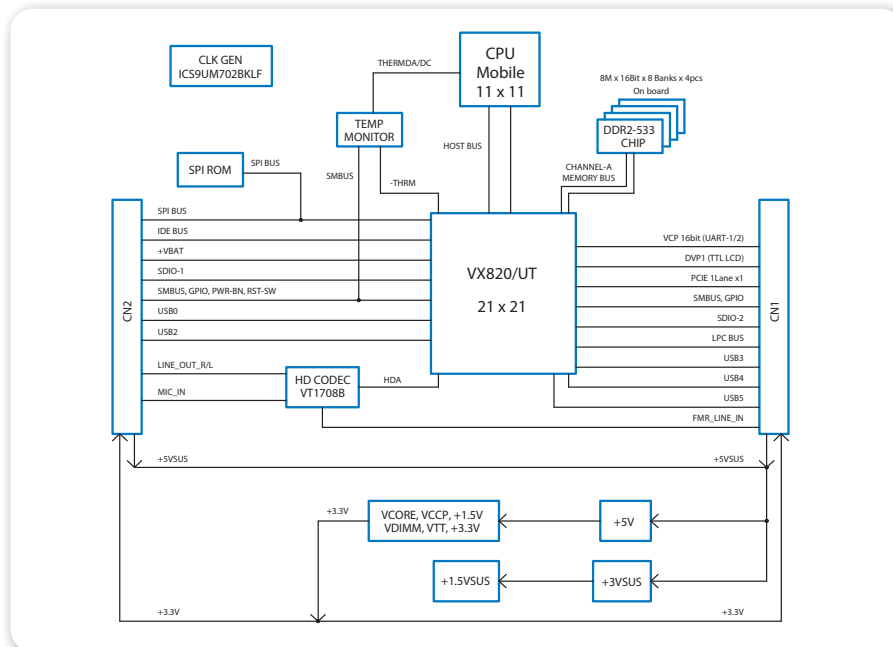 CLK GEN
ICS9UM702BKLF
THERMDA/DC
CPU
Mobile
11 x 11
8M x 16Bit x 8 Banks x 4pcs
On board
DDR2-533
CHIP
TEMP
MONITOR
HOST BUS
SPI ROM
SPI BUS
SMBUS
-THRM
CHANNEL-A
MEMORY BUS
CN2
SPI BUS
IDE BUS
+VBAT
SDIO-1
SMBUS, GPIO, PWR-BN, RST-SW
USB0
USB2
LINE_OUT_R/L
MIC_IN
HD CODEC
VT1708B
HDA
VX820/UT
21 x 21
VCP 16bit (UART-1/2)
DVP1 (TTL LCD)
PCIE 1Lane x1
SMBUS, GPIO
SDIO-2
LPC BUS
USB3
USB4
USB5
FMR_LINE_IN
CN1
+5VSUS
+5VSUS
+3.3V
VCORE, VCCP, +1.5V
VDIMM, VTT, +3.3V
+5V
+1.5VSUS
+3VSUS
+3.3V
+3.3V